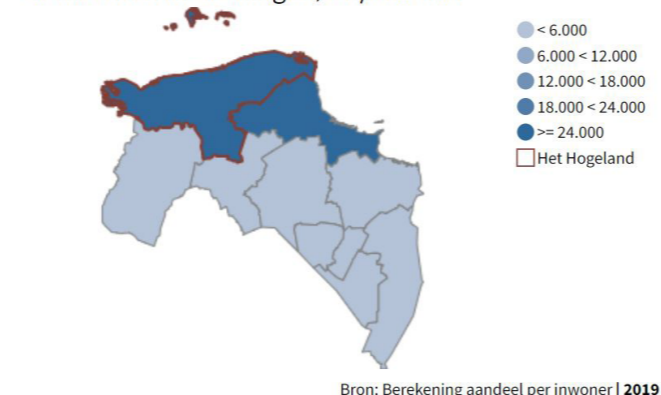 < 6.000
6.000 < 12.000
12.000 < 18.000
18.000 < 24.000
>= 24.000
Het Hogeland
Bron: Berekening aandeel per inwoner | 2019